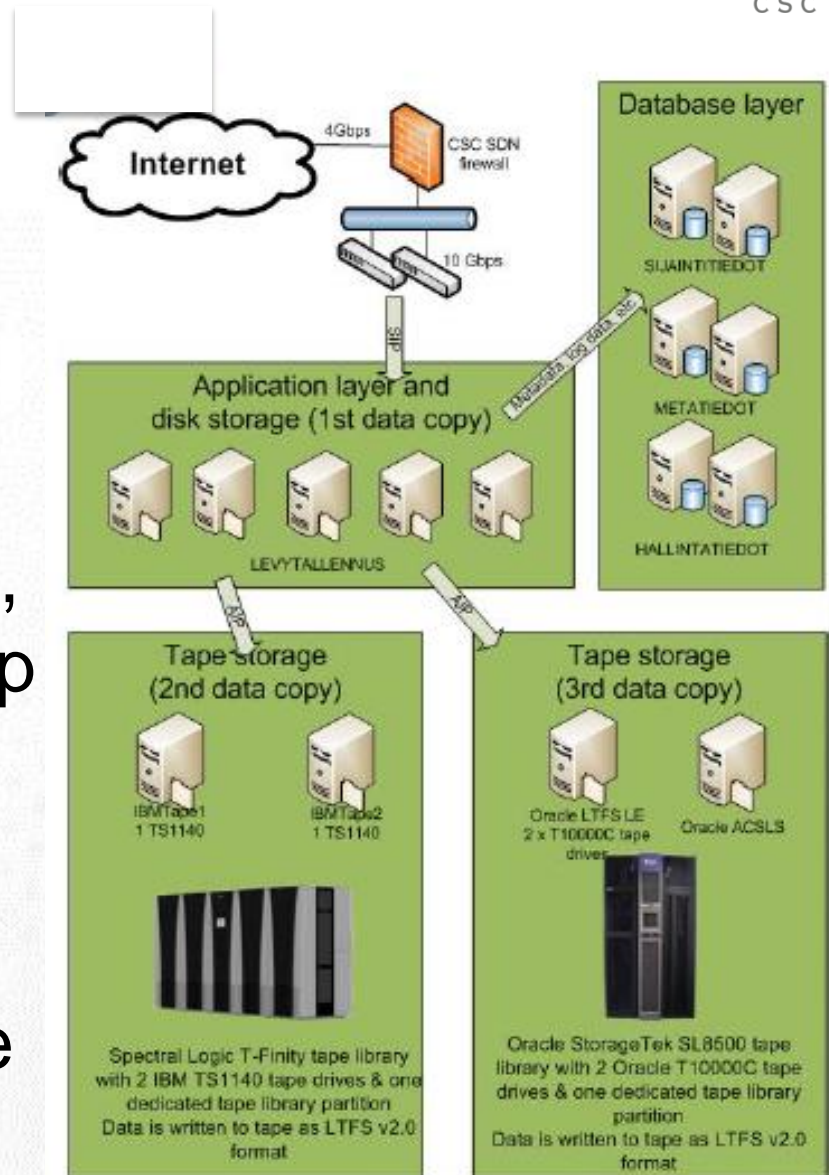 CSC
Internet
4Gbps
CSC SDN
firewall
10 Gbps
SIP
Database layer
SIJAINTITIEDOT
METATIEDOT
HALLINTATIEDOT
Metadata, log data, etc
Application layer and
disk storage (1st data copy)
LEVYTALLENNUS
AIP
AIP
,
p
e
Tape storage
(2nd data copy)
IBMTape1
1 TS1140
IBMTape2
1 TS1140
Spectral Logic T-Finity tape library
with 2 IBM TS1140 tape drives & one
dedicated tape library partition
Data is written to tape as LTFS v2.0
format
Tape storage
(3rd data copy)
Oracle LTFS LE
2 x T10000C tape
drives
Oracle ACSLS
Oracle StorageTek SL8500 tape
library with 2 Oracle T10000C tape
drives & one dedicated tape library
partition
Data is written to tape as LTFS v2.0
format